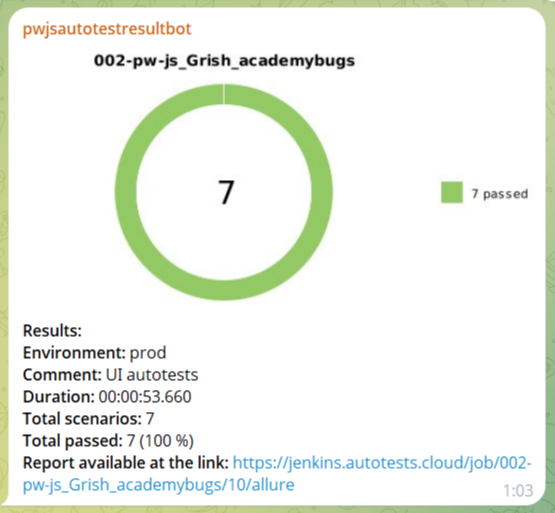 pwjsautotestresultbot
002-pw-js_Grish_academybugs
7
7 passed
Results:
Environment: prod
Comment: UI autotests
Duration: 00:00:53.660
Total scenarios: 7
Total passed: 7 (100 %)
Report available at the link: https://jenkins.autotests.cloud/job/002-
pw-js_Grish_academybugs/10/allure
1:03